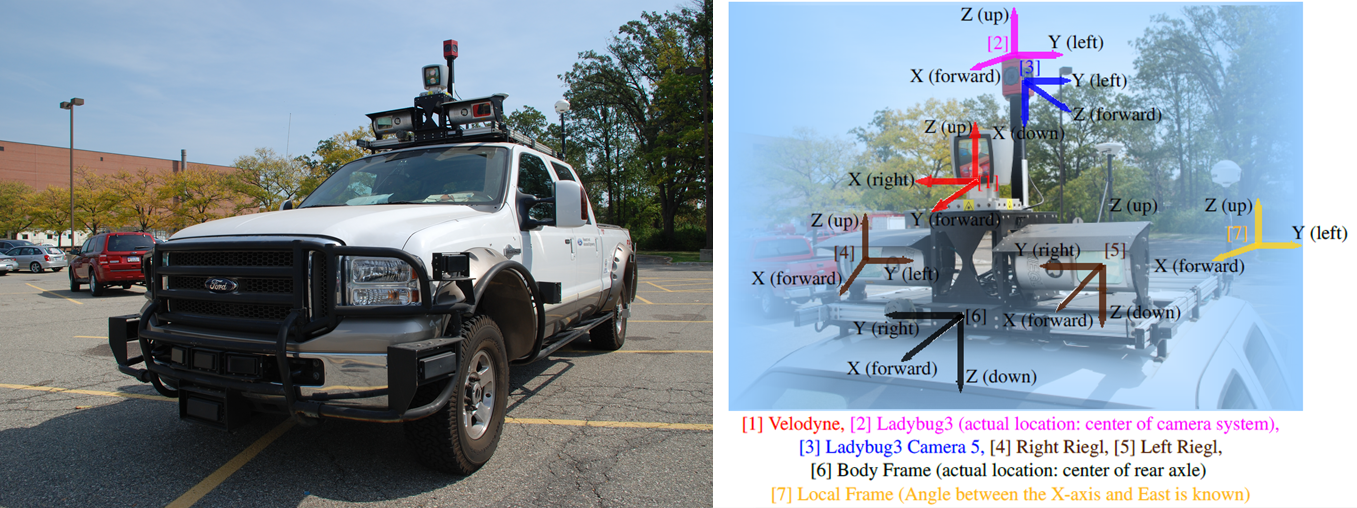 Ford
Z (up)
[2]
Y (left)
X (forward)
[3]
Y (left)
Z (forward)
X (down)
Z (up)
X (right)
[1]
Y (forward)
Z (up)
[4]
Y (left)
X (forward)
Z (up)
Y (right)
[5]
X (forward)
Z (down)
Z (up)
[7]
Y (left)
X (forward)
[6]
Y (right)
X (forward)
Z (down)
[1] Velodyne, [2] Ladybug3 (actual location: center of camera system),
[3] Ladybug3 Camera 5, [4] Right Riegl, [5] Left Riegl,
[6] Body Frame (actual location: center of rear axle)
[7] Local Frame (Angle between the X-axis and East is known)